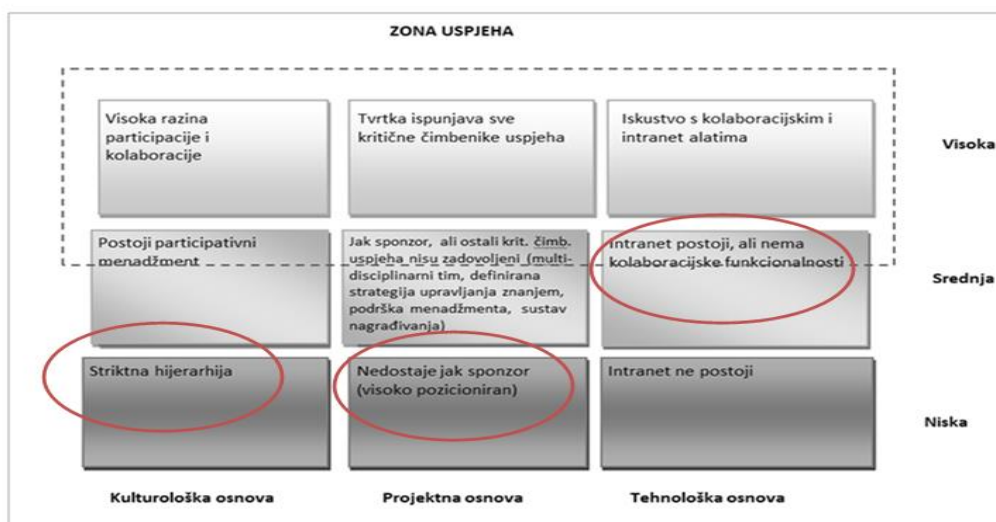 ZONA USPJEHA
Visoka razina
participacije i
kolaboracije
Tvrtka ispunjava sve
kritične čimbenike uspjeha
Iskustvo s kolaboracijskim i
intranet alatima
Visoka
Postoji participativni
menadžment
Jak sponzor, ali ostali krit. čimb.
uspjeha nisu zadovoljeni (multi-
disciplinarni tim, definirana
strategija upravljanja znanjem,
podrška menadžmenta, sustav
nagrađivanja)
Intranet postoji, ali nema
kolaboracijske funkcionalnosti
Srednja
Striktna hijerarhija
Nedostaje jak sponzor
(visoko pozicioniran)
Intranet ne postoji
Niska
Kulturološka osnova
Projektna osnova
Tehnološka osnova